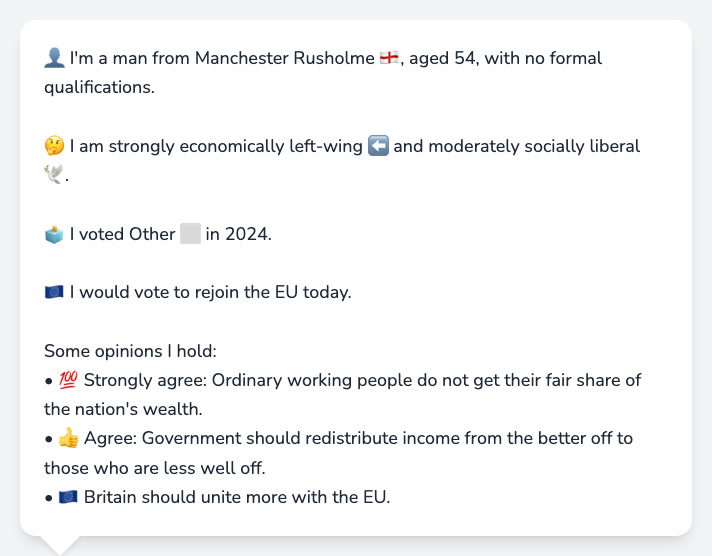 👤 I'm a man from Manchester Rusholme 🏴󠁧󠁢󠁥󠁮󠁧󠁿, aged 54, with no formal
qualifications.
🤔 I am strongly economically left-wing ⬅️ and moderately socially liberal
🕊️.
🗳️ I voted Other ⬜ in 2024.
🇪🇺 I would vote to rejoin the EU today.
Some opinions I hold:
• 💯 Strongly agree: Ordinary working people do not get their fair share of
the nation's wealth.
• 👍 Agree: Government should redistribute income from the better off to
those who are less well off.
• 🇪🇺 Britain should unite more with the EU.